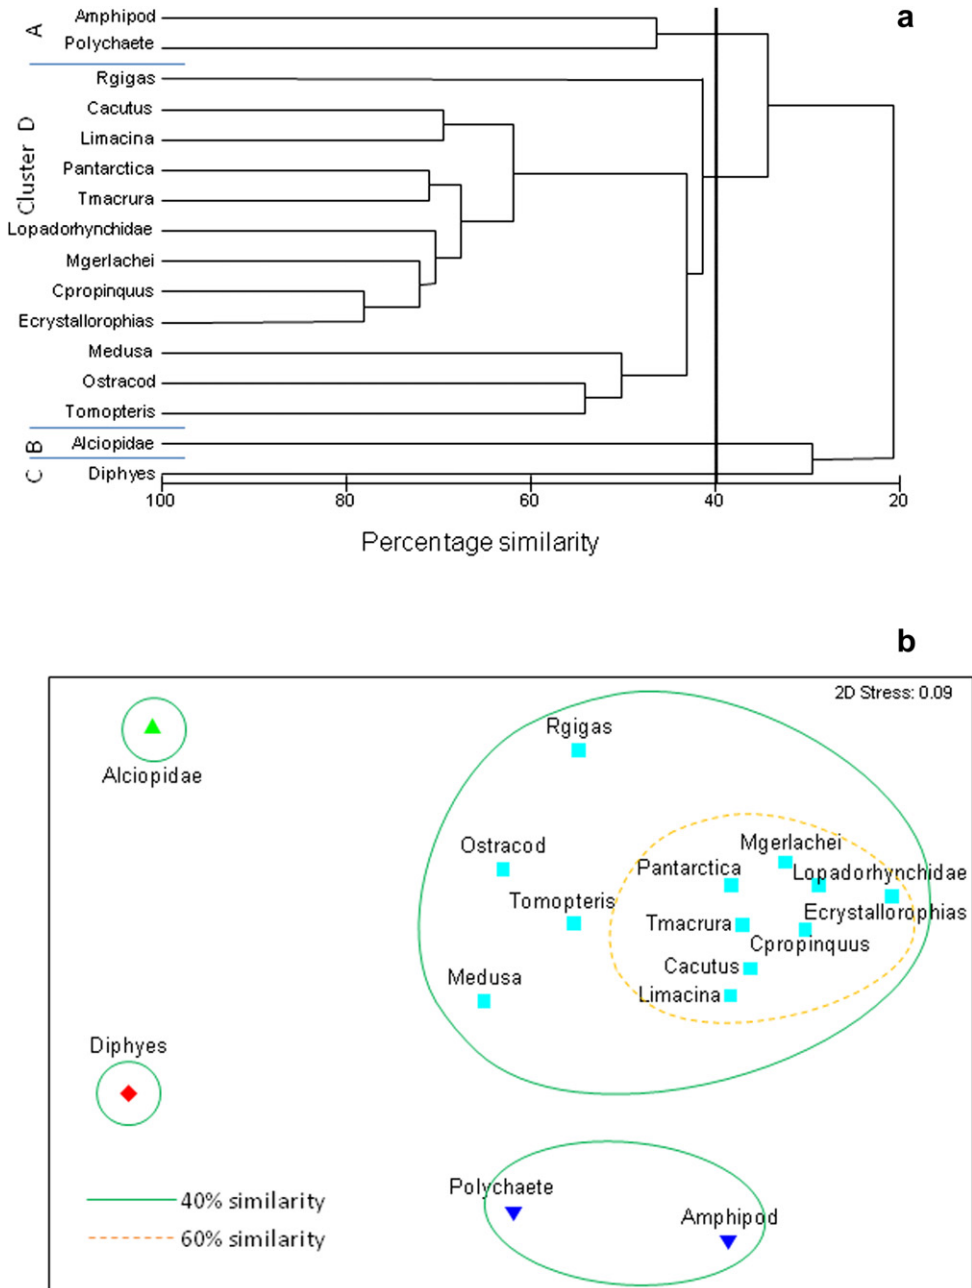 a
A
Amphipod
Polychaete
Cluster D
Rgigas
Cacutus
Limacina
Pantarctica
Tmacrura
Lopadorhynchidae
Mgerlachei
Cpropinquus
Ecrystallorophias
Medusa
Ostracod
Tomopteris
B
Alciopidae
C
Diphyes
100 80 60 40 20
Percentage similarity
b
2D Stress: 0.09
Rgigas
Alciopidae
Ostracod
Mgerlachei
Pantarctica
Lopadorhynchidae
Tomopteris
Ecrystallorophias
Tmacrura
Cpropinquus
Cacutus
Medusa
Limacina
Diphyes
Polychaete
40% similarity
Amphipod
60% similarity